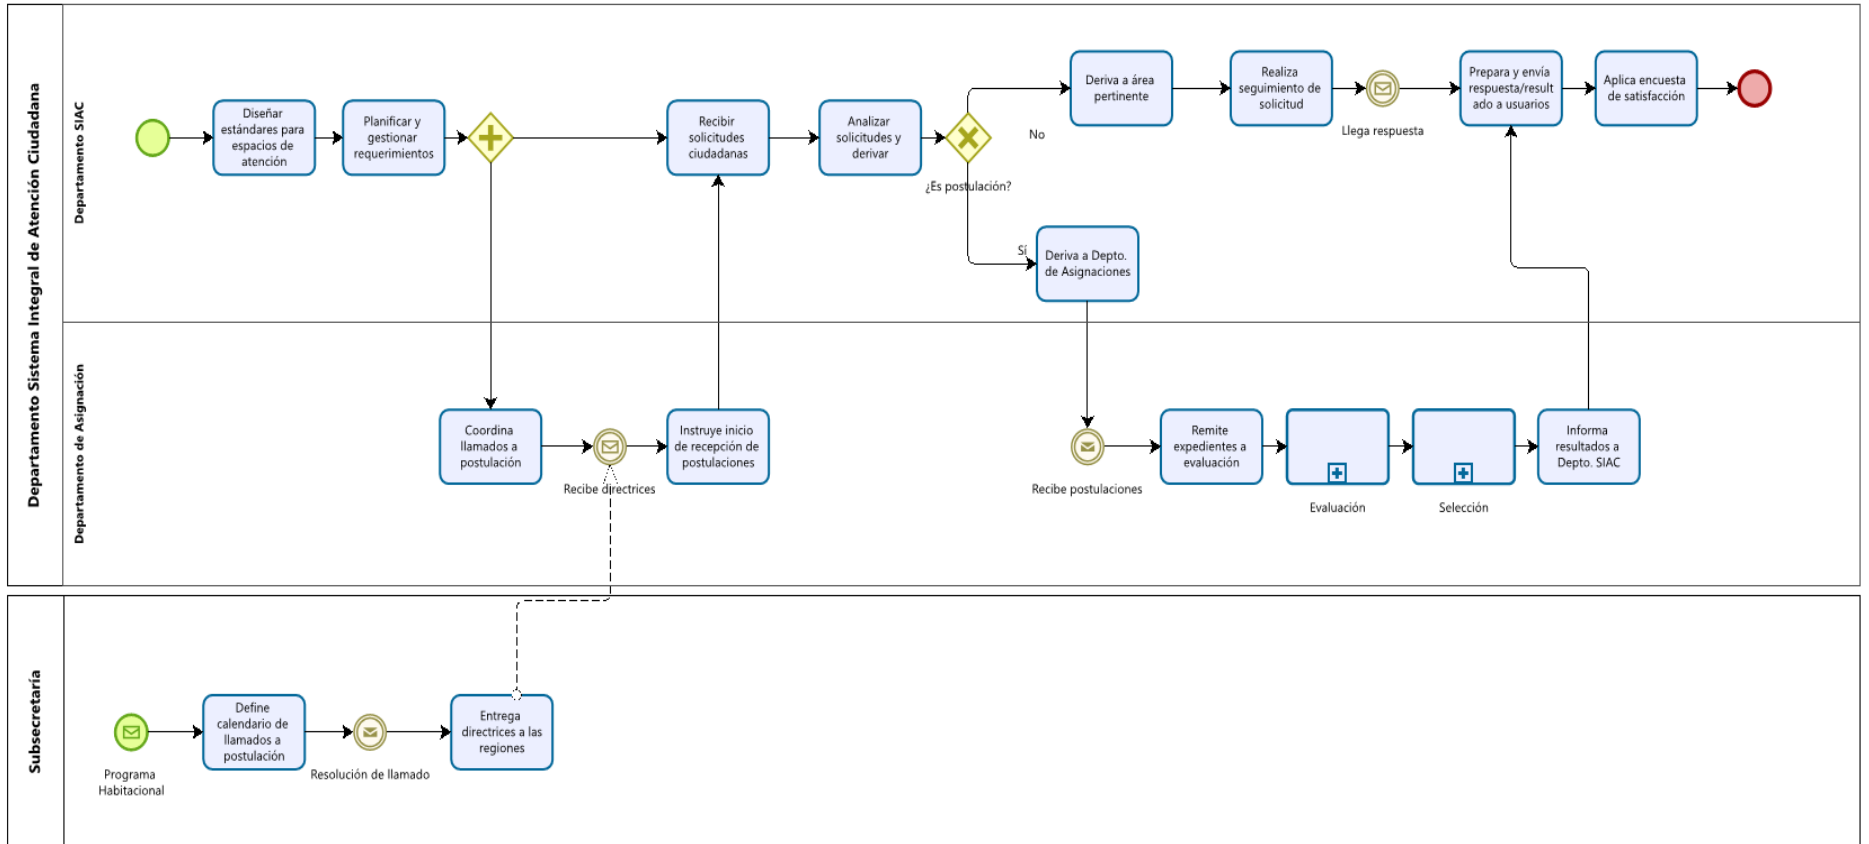 Departamento Sistema Integral de Atención Ciudadana
Departamento SIAC
Diseñar
estándares para
espacios de
atención
Planificar y
gestionar
requerimientos
Recibir
solicitudes
ciudadanas
Analizar
solicitudes y
derivar
¿Es postulación?
No
Deriva a área
pertinente
Realiza
seguimiento de
solicitud
Llega respuesta
Prepara y envía
respuesta/result
ado a usuarios
Aplica encuesta
de satisfacción
Sí
Deriva a Depto.
de Asignaciones
Departamento de Asignación
Coordina
llamados a
postulación
Recibe directrices
Instruye inicio
de recepción de
postulaciones
Recibe postulaciones
Remite
expedientes a
evaluación
Evaluación
Selección
Informa
resultados a
Depto. SIAC
Subsecretaría
Programa
Habitacional
Define
calendario de
llamados a
postulación
Resolución de llamado
Entrega
directrices a las
regiones